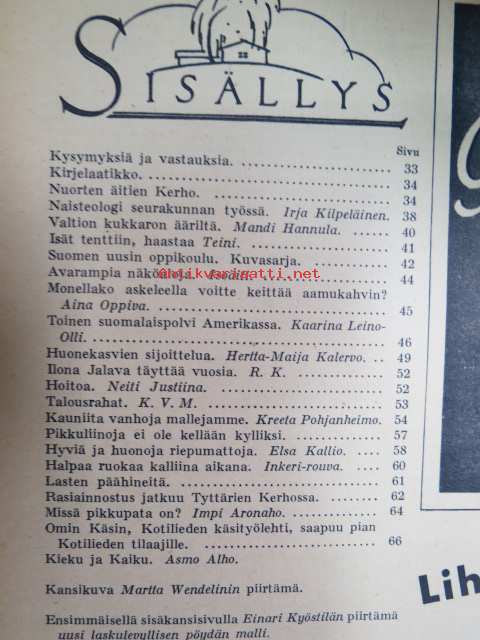 SISÄLLYS
Sivu
Kysymyksiä ja vastauksia. 33
Kirjelaatikko. 34
Nuorten äitien Kerho. 34
Naisteologi seurakunnan työssä. Irja Kilpeläinen. 38
Valtion kukkaron ääriltä. Mandi Hannula. 40
Isät tenttiin, haastaa Teini. 41
Suomen uusin oppikoulu. Kuvasarja. 42
Avarampia 44
antikvariaatti.net
Monellako askeleella voitte keittää aamukahvin?
Aina Oppiva. 45
Toinen suomalaispolvi Amerikassa. Kaarina Leino-
Olli. 46
Huonekasvien sijoittelua. Hertta-Maija Kalervo. 49
Ilona Jalava täyttää vuosia. R. K. 52
Hoitoa. Neiti Justiina. 52
Talousrahat. K. V. M. 53
Kauniita vanhoja mallejamme. Kreeta Pohjanheimo. 54
Pikkuliinoja ei ole kellään kylliksi. 57
Hyviä ja huonoja riepumattoja. Elsa Kallio. 58
Halpaa ruokaa kalliina aikana. Inkeri-rouva. 60
Lasten päähineitä. 61
Rasiainnostus jatkuu Tyttärien Kerhossa. 62
Missä pikkupata on? Impi Aronaho. 64
Omin Käsin, Kotilieden käsityölehti, saapuu pian
Kotilieden tilaajille. 66
Kieku ja Kaiku. Asmo Alho.
Kansikuva Martta Wendelinin piirtämä.
Ensimmäisellä sisäkansisivulla Einari Kyöstilän piirtämä
uusi laskulevyllisen pöydän malli.
Lih